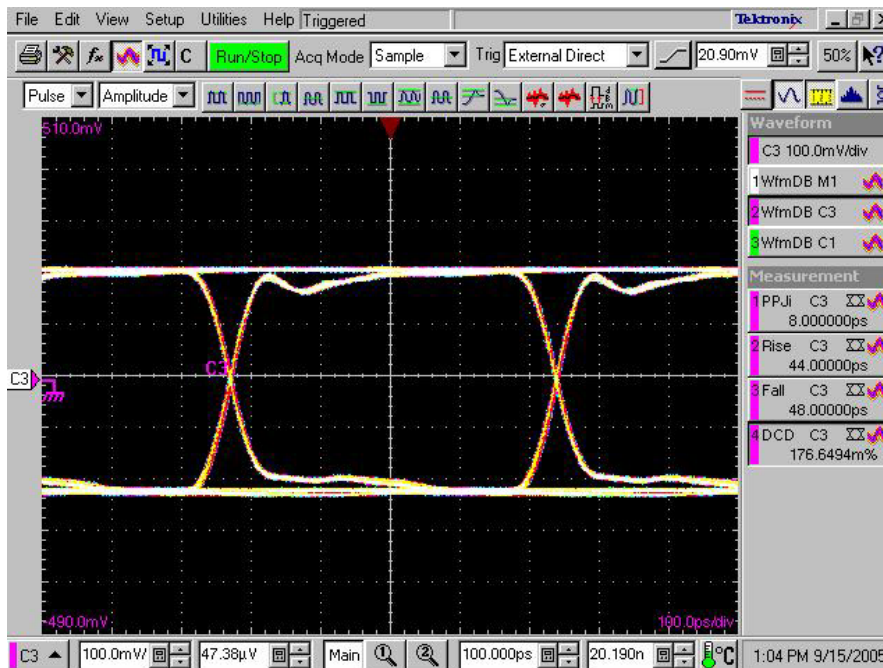 File Edit View Setup Utilities Help Triggered Tektronix
Run/Stop Acq Mode Sample Trig External Direct 20.90mV 50%
Pulse Amplitude
510.0mV
Waveform
C3 100.0mV/div
1 WfmDB M1
2 WfmDB C3
3 WfmDB C1
Measurement
1 PPJi C3
8.000000ps
2 Rise C3
44.00000ps
C3
C3
3 Fall C3
48.00000ps
4 DCD C3
176.6494m%
-490.0mV 100.0ps/div
C3 100.0mV/ 47.38µV Main 1 2 100.000ps 20.190n °C 1:04 PM 9/15/2005